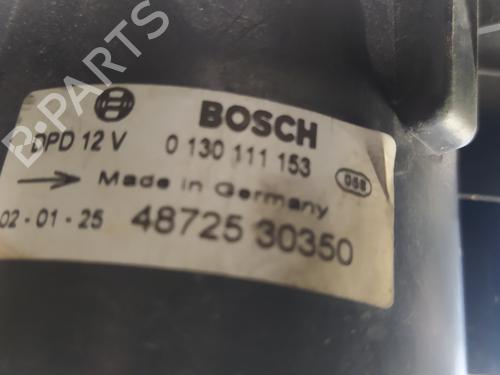 BOSCH
DPD 12 V 0 130 111 153
Made in Germany 058
02-01-25 48725 30350
B-PARTS